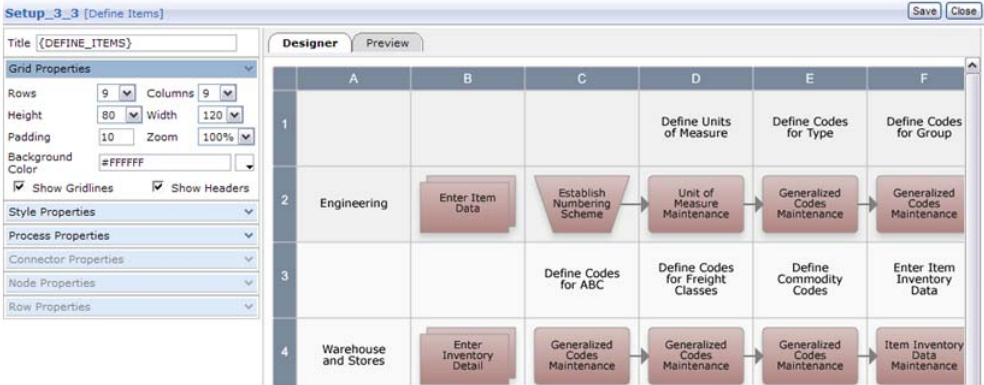 Setup_3_3 [Define Items]
Save Close
Title {DEFINE_ITEMS}
Grid Properties
Rows 9 Columns 9
Height 80 Width 120
Padding 10 Zoom 100%
Background
Color
#FFFFFF
Show Gridlines Show Headers
Style Properties
Process Properties
Connector Properties
Node Properties
Row Properties
Designer Preview
A B C D E F
1
Define Units
of Measure
Define Codes
for Type
Define Codes
for Group
2
Engineering
Enter Item
Data
Establish
Numbering
Scheme
Unit of
Measure
Maintenance
Generalized
Codes
Maintenance
Generalized
Codes
Maintenance
3
Define Codes
for ABC
Define Codes
for Freight
Classes
Define
Commodity
Codes
Enter Item
Inventory
Data
4
Warehouse
and Stores
Enter
Inventory
Detail
Generalized
Codes
Maintenance
Generalized
Codes
Maintenance
Generalized
Codes
Maintenance
Item Inventory
Data
Maintenance